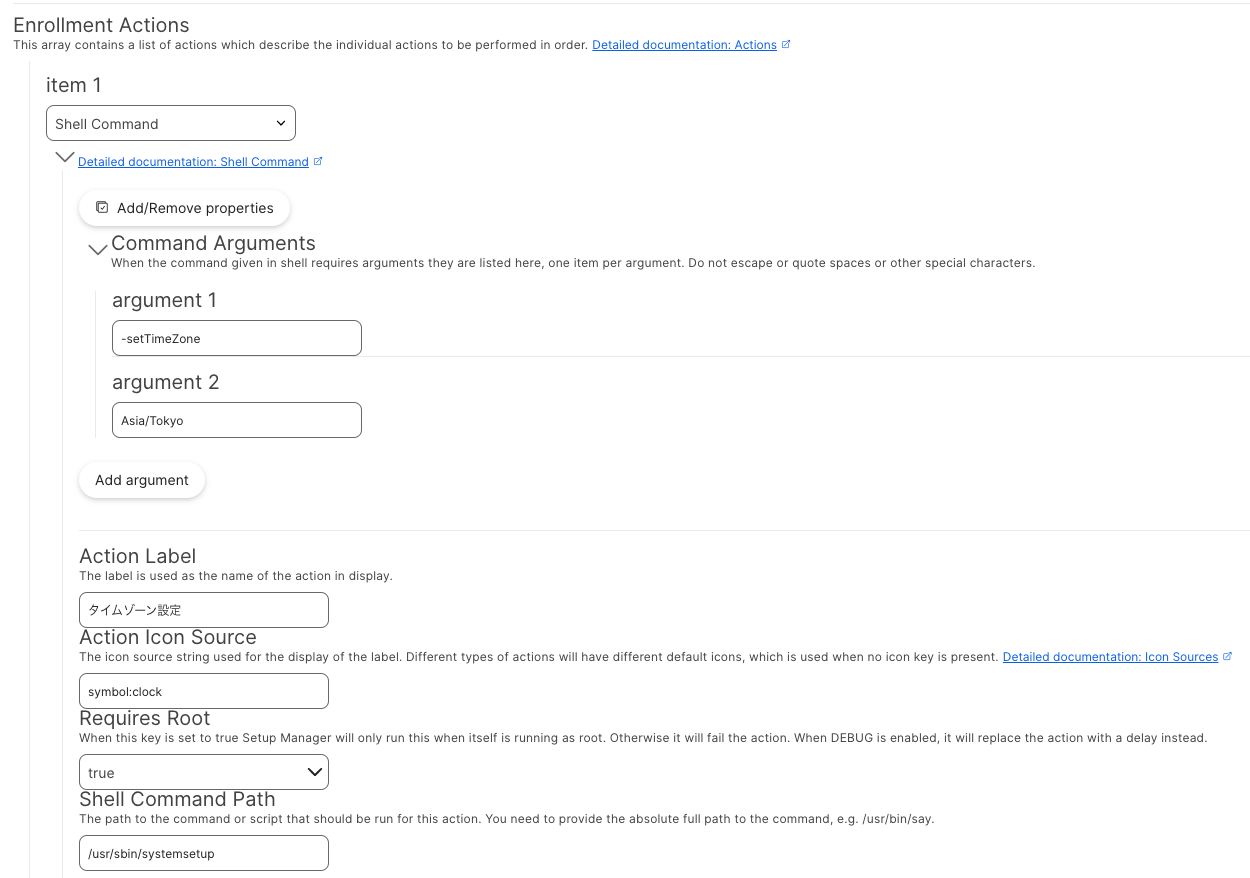 Enrollment Actions
This array contains a list of actions which describe the individual actions to be performed in order. Detailed documentation: Actions
item 1
Shell Command
Detailed documentation: Shell Command
Add/Remove properties
Command Arguments
When the command given in shell requires arguments they are listed here, one item per argument. Do not escape or quote spaces or other special characters.
argument 1
-setTimeZone
argument 2
Asia/Tokyo
Add argument
Action Label
The label is used as the name of the action in display.
タイムゾーン設定
Action Icon Source
The icon source string used for the display of the label. Different types of actions will have different default icons, which is used when no icon key is present. Detailed documentation: Icon Sources
symbol:clock
Requires Root
When this key is set to true Setup Manager will only run this when itself is running as root. Otherwise it will fail the action. When DEBUG is enabled, it will replace the action with a delay instead.
true
Shell Command Path
The path to the command or script that should be run for this action. You need to provide the absolute full path to the command, e.g. /usr/bin/say.
/usr/sbin/systemsetup